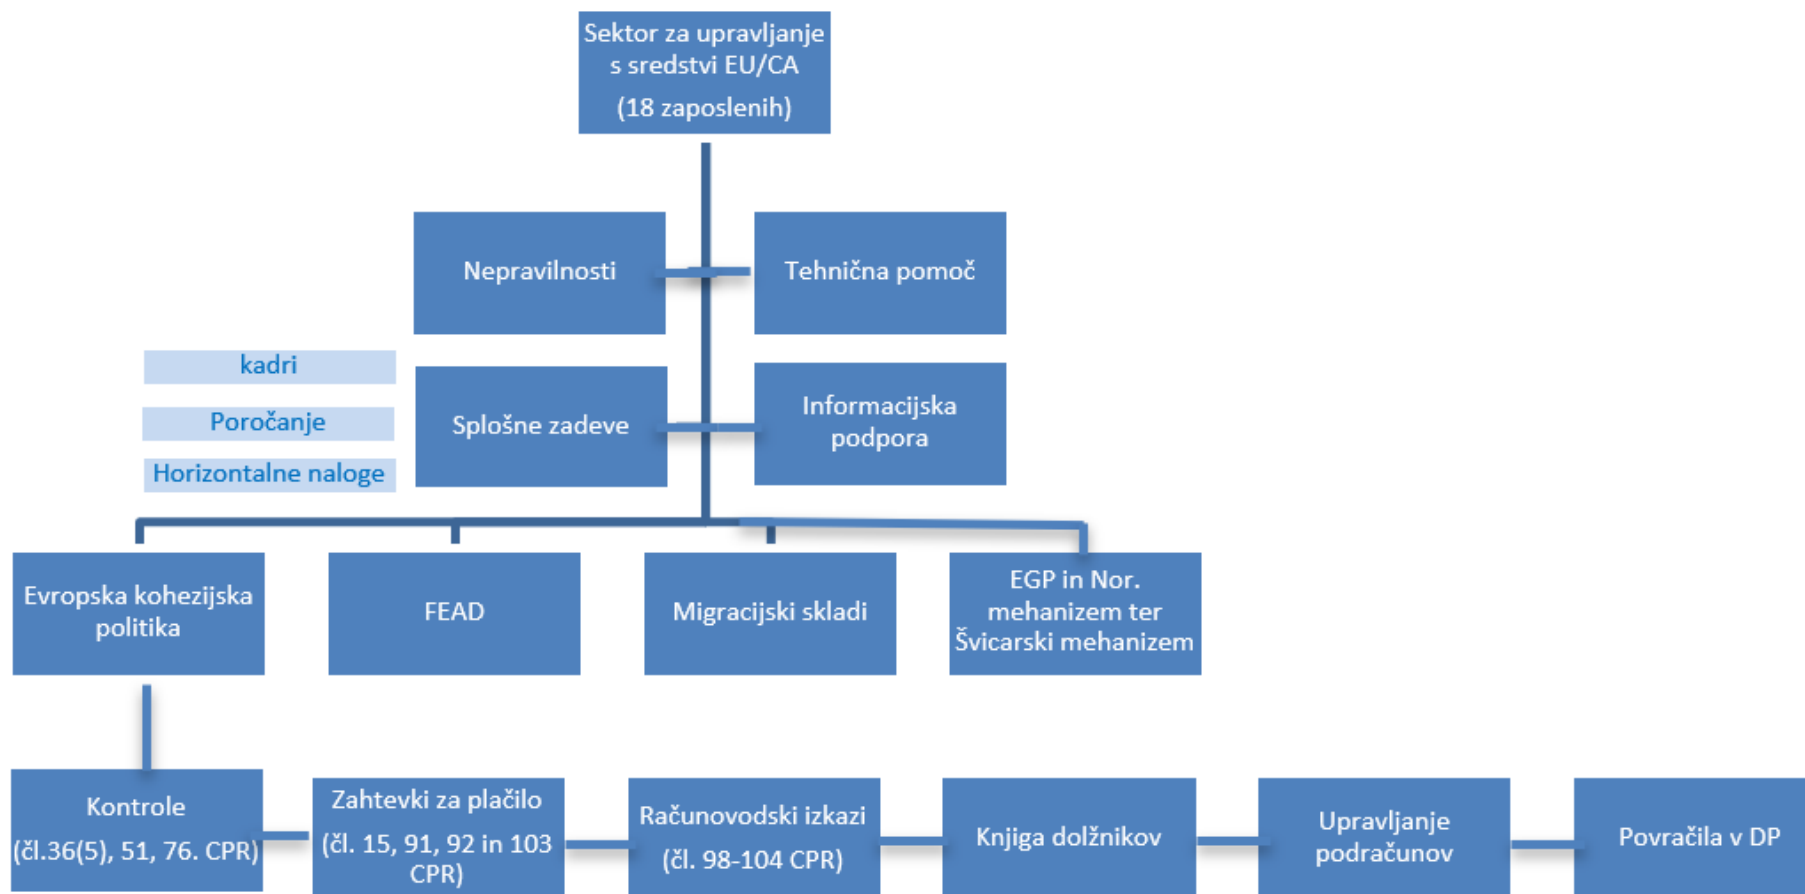 Sektor za upravljanje
s sredstvi EU/CA
(18 zaposlenih)
Nepravilnosti
Tehnična pomoč
kadri
Poročanje
Horizontalne naloge
Splošne zadeve
Informacijska
podpora
Evropska kohezijska
politika
FEAD
Migracijski skladi
EGP in Nor.
mehanizem ter
Švicarski mehanizem
Kontrole
(čl.36(5), 51, 76. CPR)
Zahtevki za plačilo
(čl. 15, 91, 92 in 103
CPR)
Računovodski izkazi
(čl. 98-104 CPR)
Knjiga dolžnikov
Upravljanje
podračunov
Povračila v DP